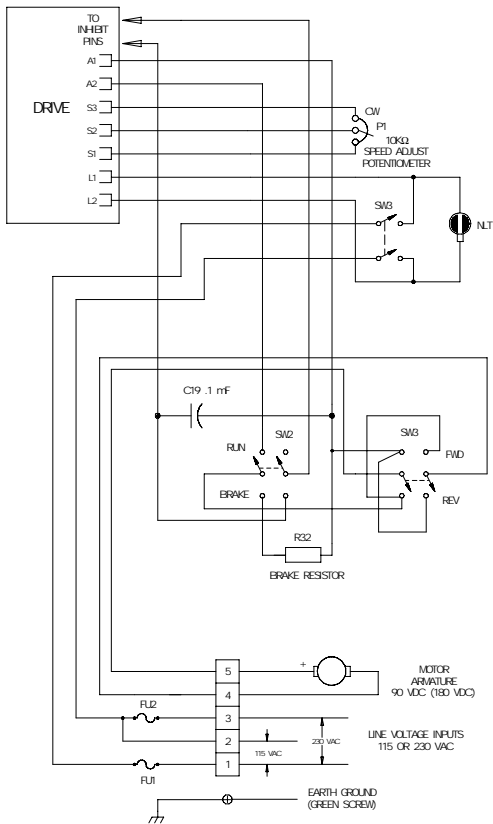 TO
INHIBIT
PINS
A1
A2
DRIVE
S3
S2
S1
L1
L2
CW
P1
10KΩ
SPEED ADJUST
POTENTIOMETER
SW3
NLT
C19 .1 mF
SW2
RUN
BRAKE
SW3
FWD
REV
R32
BRAKE RESISTOR
5
4
3
2
1
+
MOTOR
ARMATURE
90 VDC (180 VDC)
FU2
FU1
115 VAC
230 VAC
LINE VOLTAGE INPUTS
115 OR 230 VAC
EARTH GROUND
(GREEN SCREW)